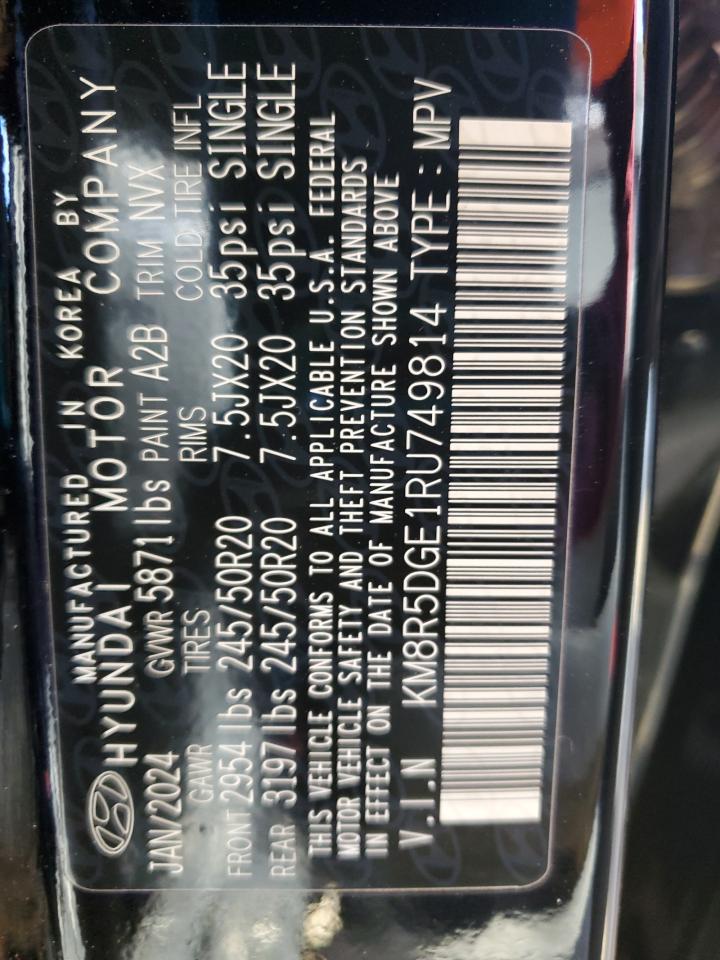 MANUFACTURED IN KOREA BY
HYUNDAI MOTOR COMPANY
JAN/2024 GVWR 5871lbs PAINT A2B TRIM NVX
GAWR TIRES RIMS COLD TIRE INFL
FRONT 2954 lbs 245/50R20 7.5JX20 35psi SINGLE
REAR 3197lbs 245/50R20 7.5JX20 35psi SINGLE
THIS VEHICLE CONFORMS TO ALL APPLICABLE U.S.A. FEDERAL
MOTOR VEHICLE SAFETY AND THEFT PREVENTION STANDARDS
IN EFFECT ON THE DATE OF MANUFACTURE SHOWN ABOVE
V.I.N KM8R5DGE1RU749814 TYPE : MPV